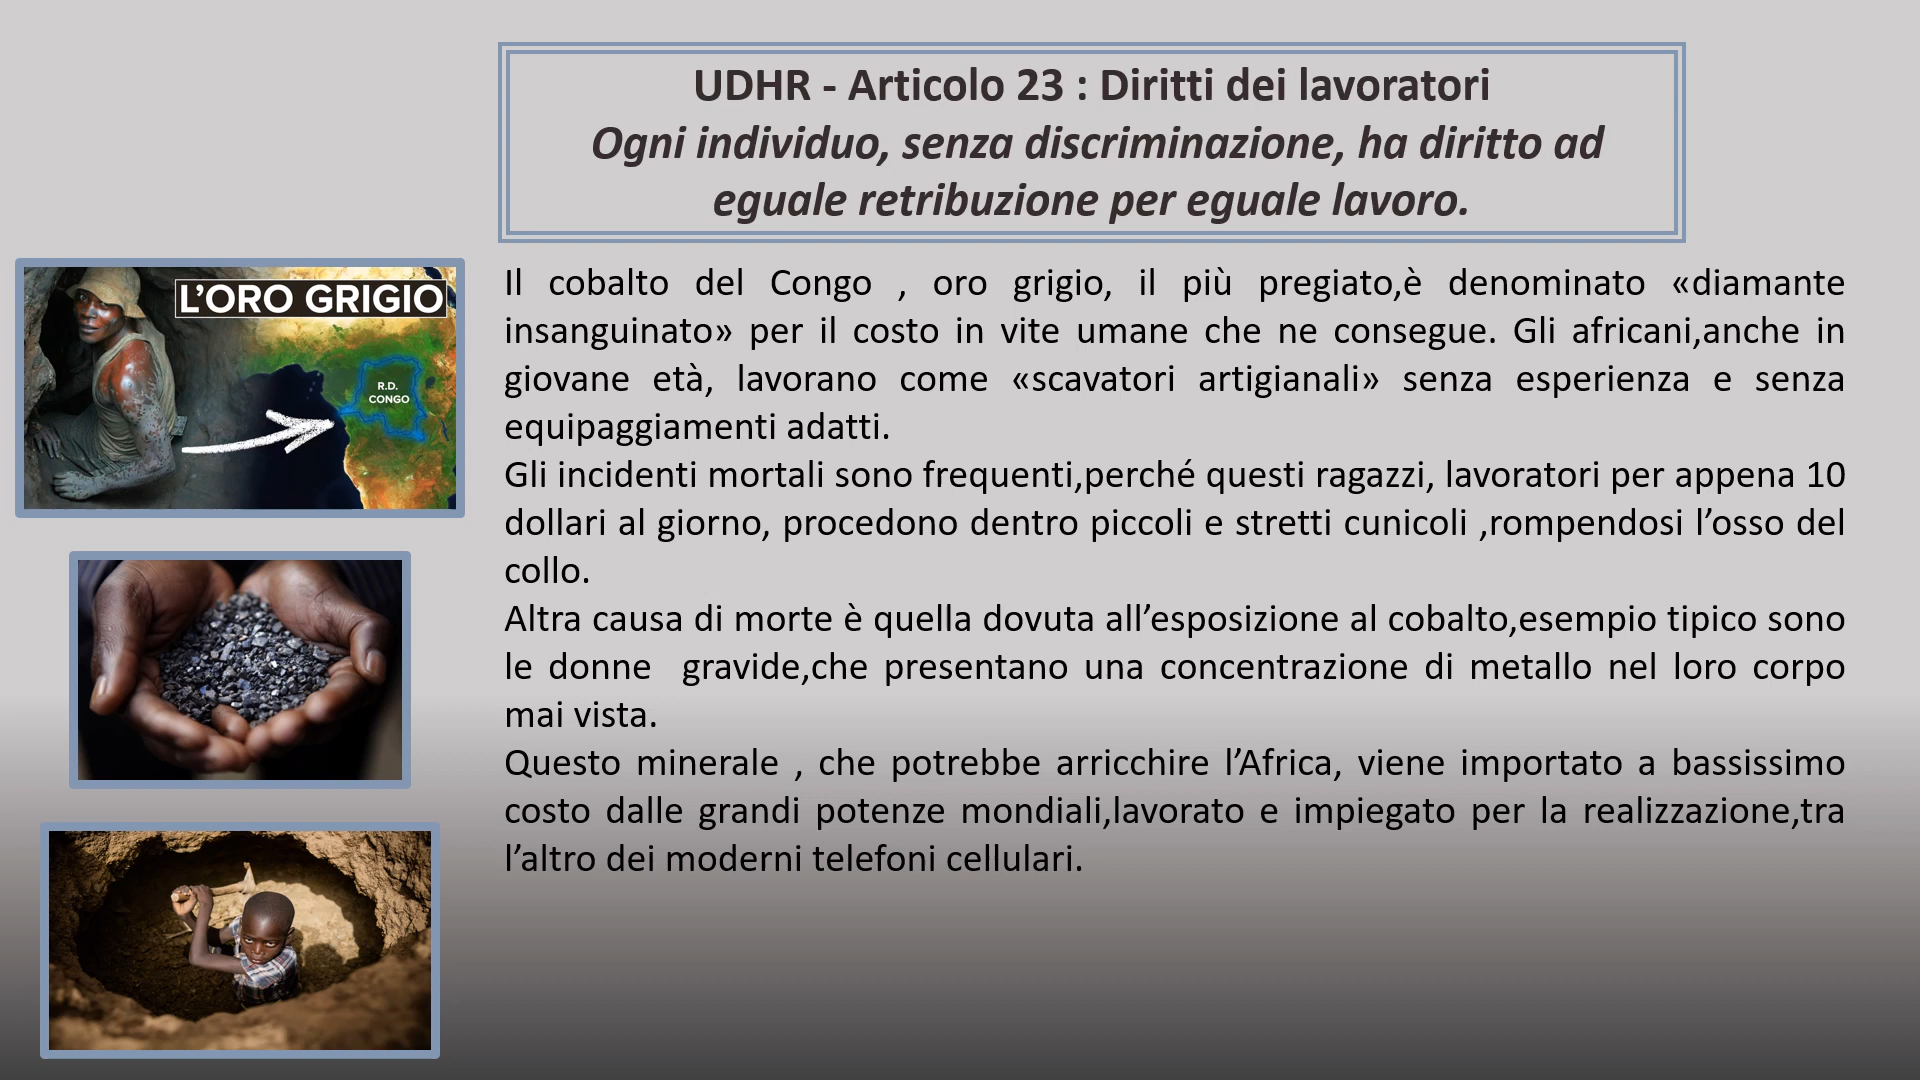 UDHR - Articolo 23 : Diritti dei lavoratori
Ogni individuo, senza discriminazione, ha diritto ad
eguale retribuzione per eguale lavoro.
L'ORO GRIGIO
R.D.
CONGO
Il cobalto del Congo , oro grigio, il più pregiato,è denominato «diamante
insanguinato» per il costo in vite umane che ne consegue. Gli africani,anche in
giovane età, lavorano come «scavatori artigianali» senza esperienza e senza
equipaggiamenti adatti.
Gli incidenti mortali sono frequenti,perché questi ragazzi, lavoratori per appena 10
dollari al giorno, procedono dentro piccoli e stretti cunicoli ,rompendosi l’osso del
collo.
Altra causa di morte è quella dovuta all’esposizione al cobalto,esempio tipico sono
le donne  gravide,che presentano una concentrazione di metallo nel loro corpo
mai vista.
Questo minerale , che potrebbe arricchire l’Africa, viene importato a bassissimo
costo dalle grandi potenze mondiali,lavorato e impiegato per la realizzazione,tra
l’altro dei moderni telefoni cellulari.